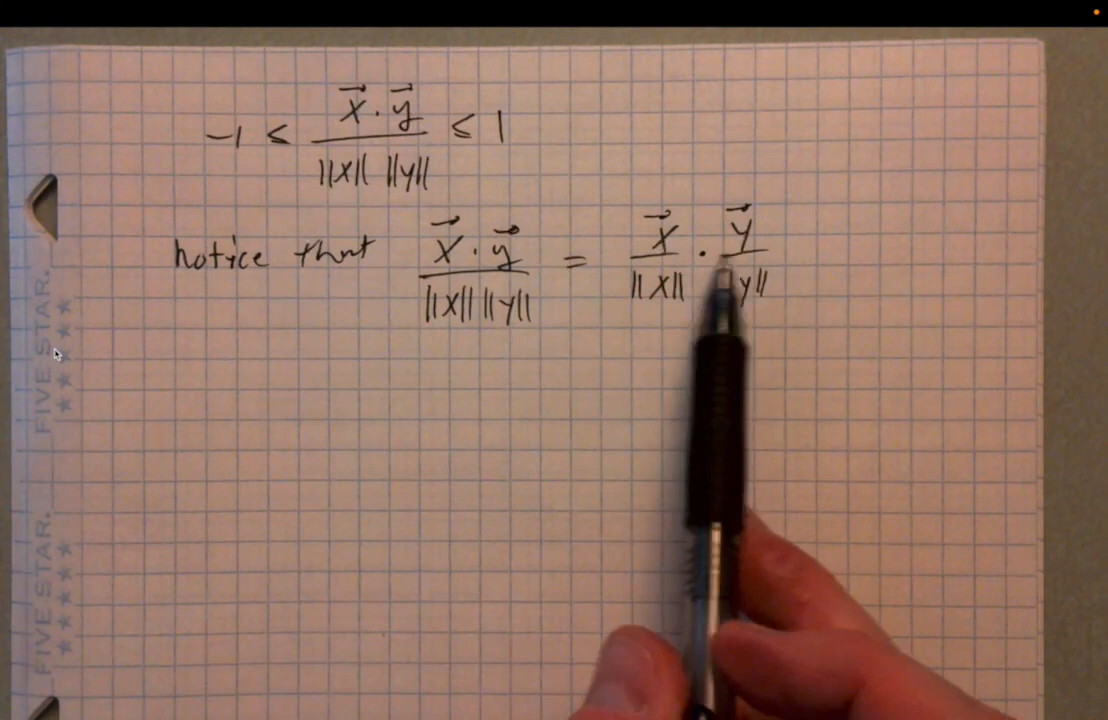 -1 ≤ x⃗ · y⃗ / ||x|| ||y|| ≤ 1
notice that x⃗ · y⃗ / ||x|| ||y|| = x⃗ / ||x|| · y⃗ / ||y||
FIVE STAR.
FIVE STAR.